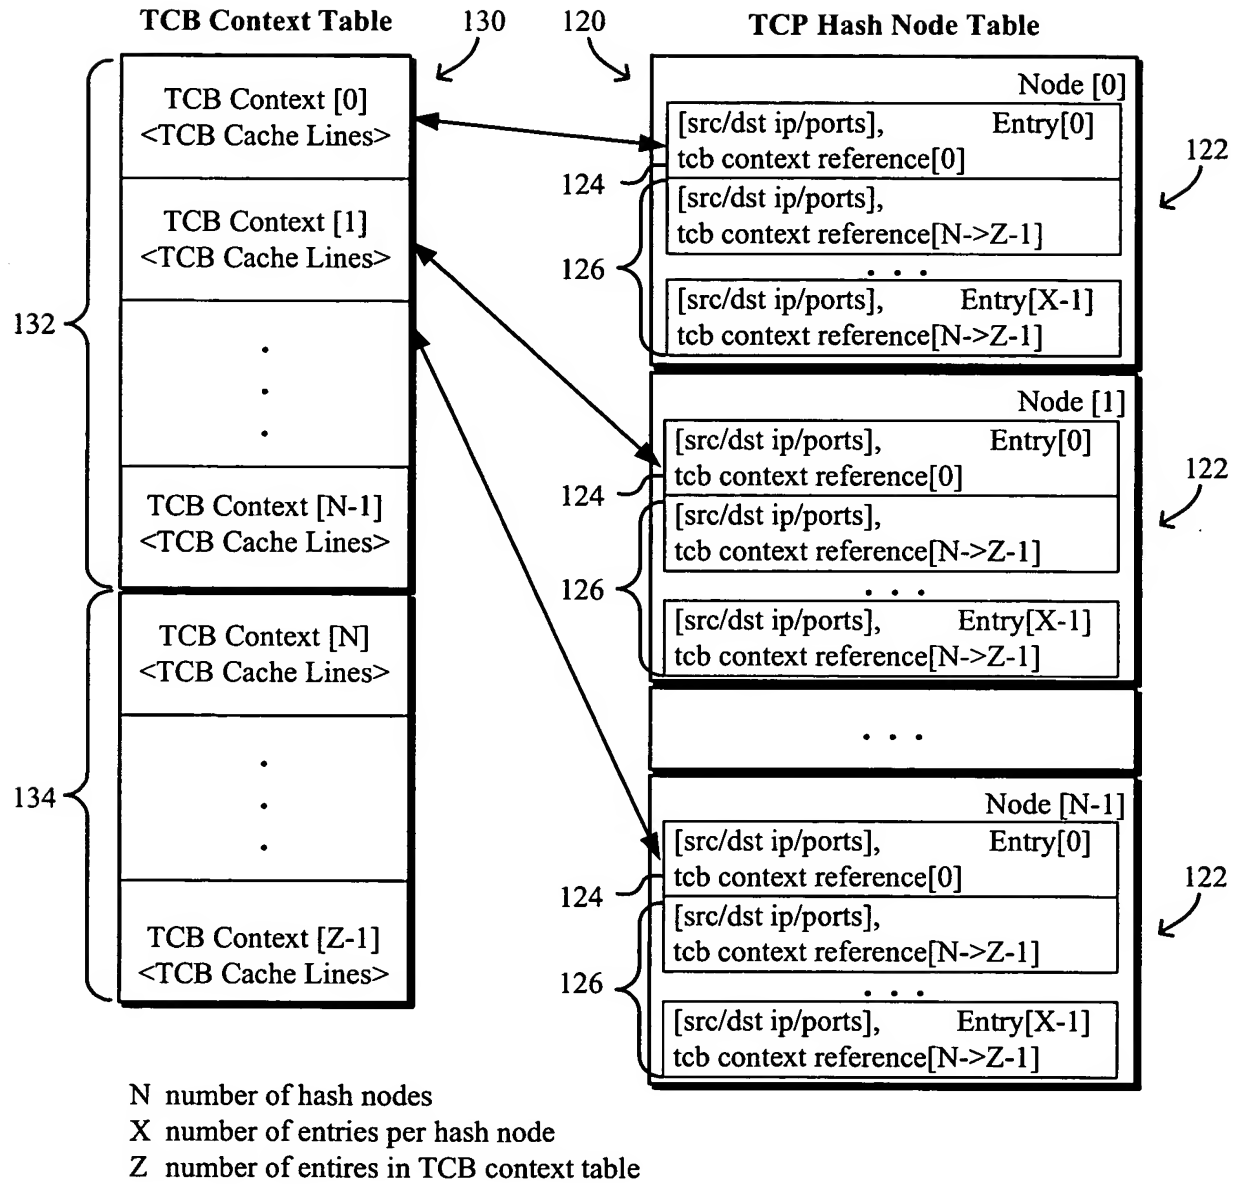 TCB Context Table
130
120
TCP Hash Node Table
TCB Context [0]
<TCB Cache Lines>
TCB Context [1]
<TCB Cache Lines>
132
TCB Context [N-1]
<TCB Cache Lines>
TCB Context [N]
<TCB Cache Lines>
134
TCB Context [Z-1]
<TCB Cache Lines>
Node [0]
[src/dst ip/ports], Entry[0]
tcb context reference[0]
124
[src/dst ip/ports],
tcb context reference[N->Z-1]
126
. . .
[src/dst ip/ports], Entry[X-1]
tcb context reference[N->Z-1]
122
Node [1]
[src/dst ip/ports], Entry[0]
tcb context reference[0]
124
[src/dst ip/ports],
tcb context reference[N->Z-1]
126
. . .
[src/dst ip/ports], Entry[X-1]
tcb context reference[N->Z-1]
122
. . .
Node [N-1]
[src/dst ip/ports], Entry[0]
tcb context reference[0]
124
[src/dst ip/ports],
tcb context reference[N->Z-1]
126
. . .
[src/dst ip/ports], Entry[X-1]
tcb context reference[N->Z-1]
122
N number of hash nodes
X number of entries per hash node
Z number of entires in TCB context table